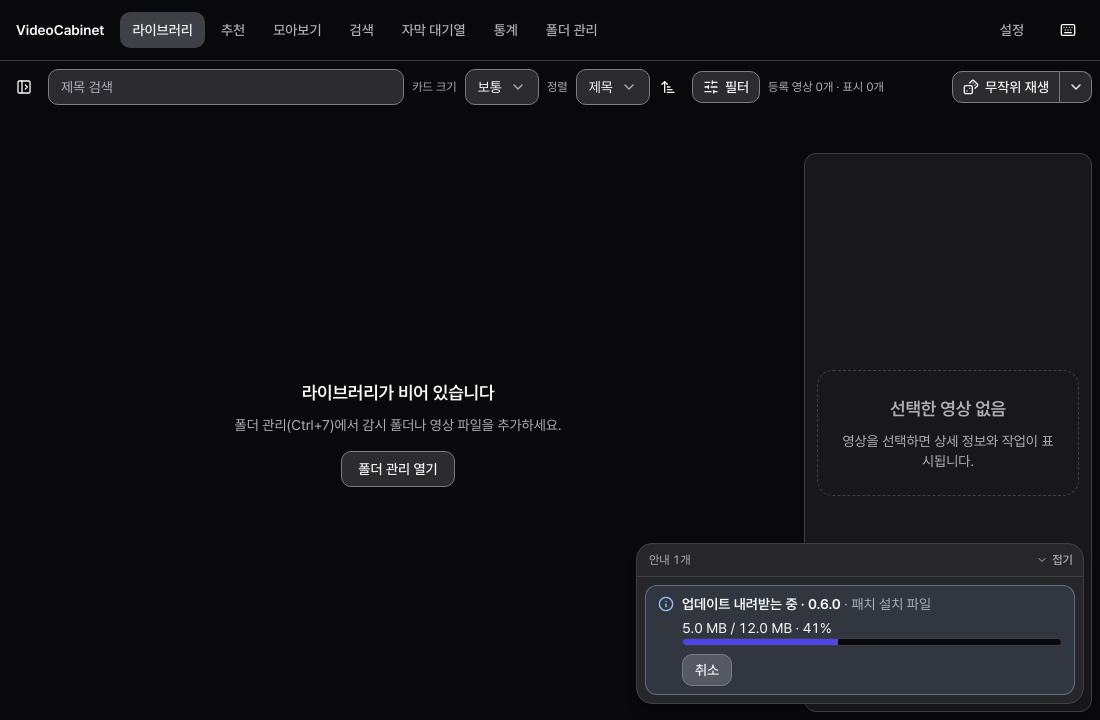 VideoCabinet 라이브러리 추천 모아보기 검색 자막 대기열 통계 폴더 관리 설정
제목 검색 카드 크기 보통 정렬 제목 필터 등록 영상 0개 · 표시 0개 무작위 재생
라이브러리가 비어 있습니다
폴더 관리(Ctrl+7)에서 감시 폴더나 영상 파일을 추가하세요.
폴더 관리 열기
선택한 영상 없음
영상을 선택하면 상세 정보와 작업이 표
시됩니다.
안내 1개 접기
업데이트 내려받는 중 · 0.6.0 · 패치 설치 파일
5.0 MB / 12.0 MB · 41%
취소